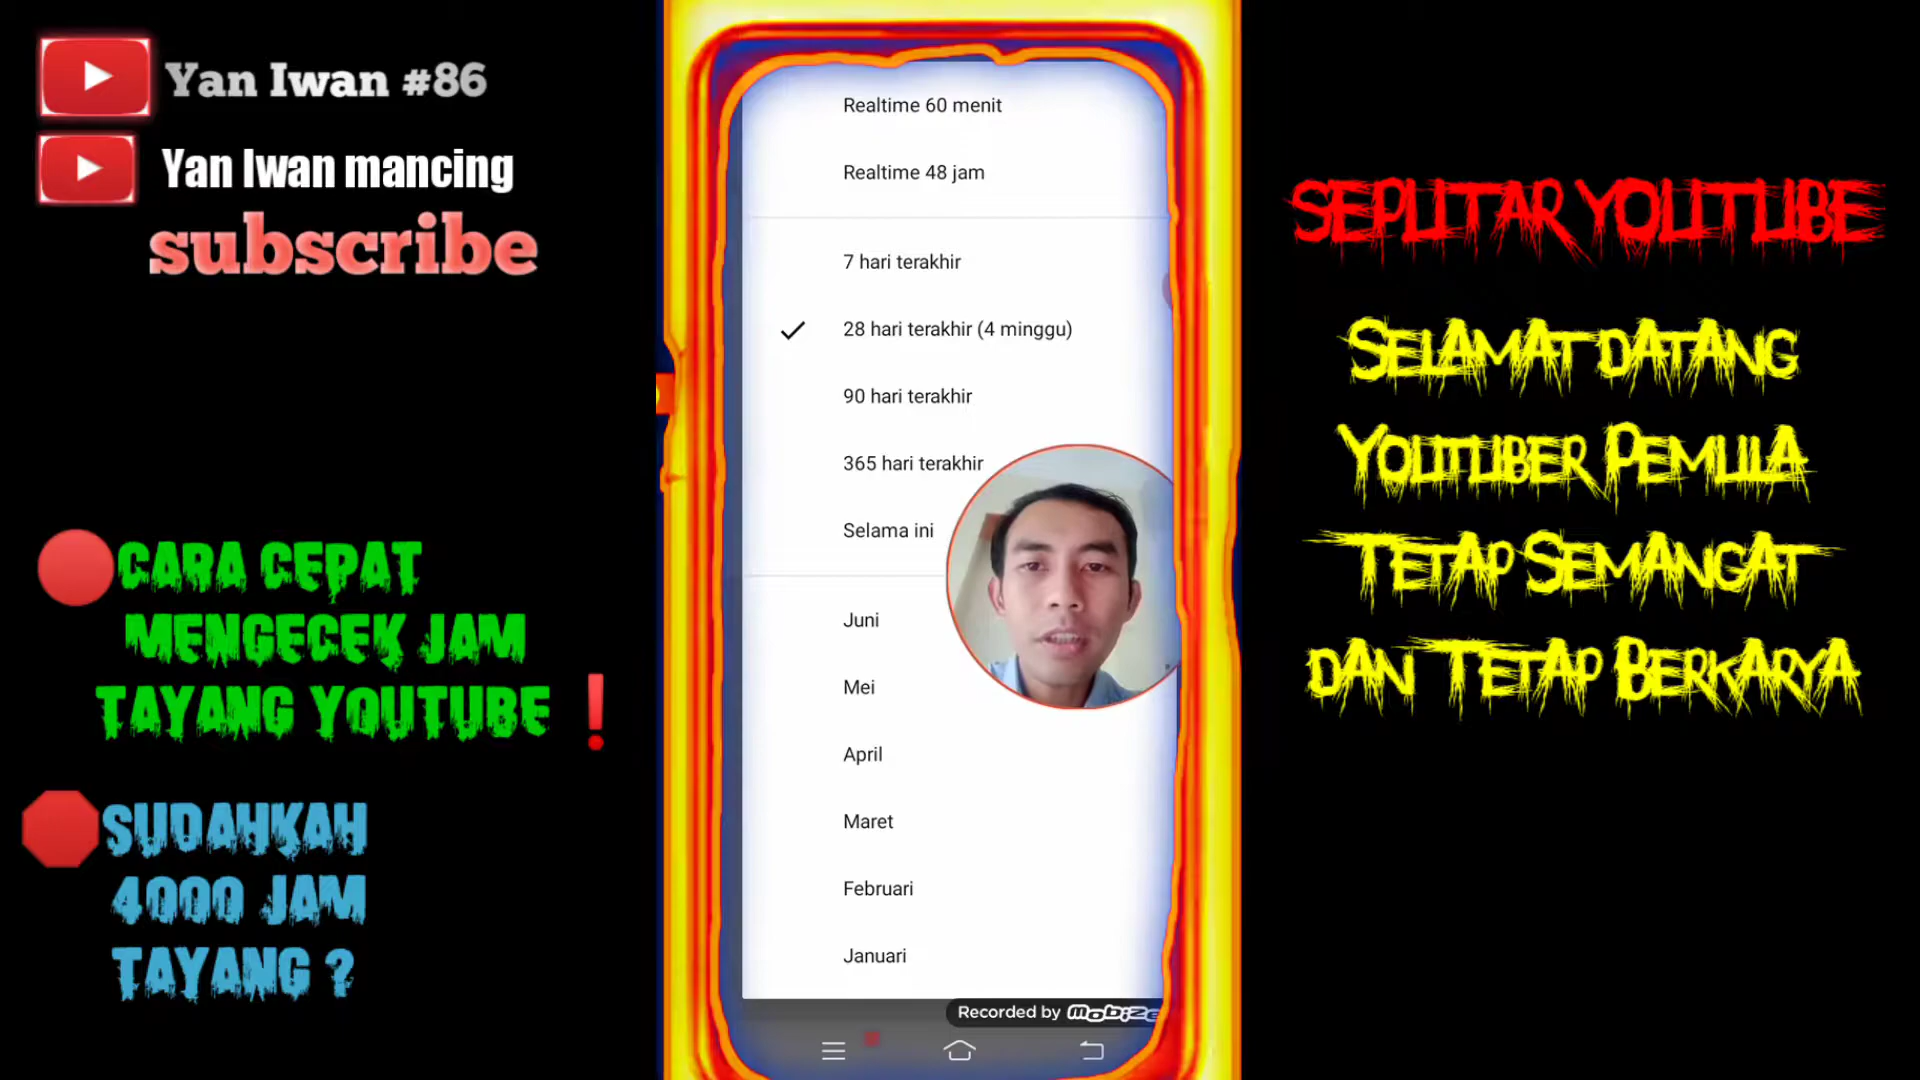 Yan Iwan #86
Yan Iwan mancing
subscribe
CARA CEPAT
MENGECEK JAM
TAYANG YOUTUBE❗
SUDAHKAH
4000 JAM
TAYANG ?
Realtime 60 menit
Realtime 48 jam
7 hari terakhir
28 hari terakhir (4 minggu)
90 hari terakhir
365 hari terakhir
Selama ini
Juni
Mei
April
Maret
Februari
Januari
Recorded by
SEPUTAR YOUTUBE
SELAMAT DATANG
YOUTUBER PEMULA
TETAP SEMANGAT
DAN TETAP BERKARYA